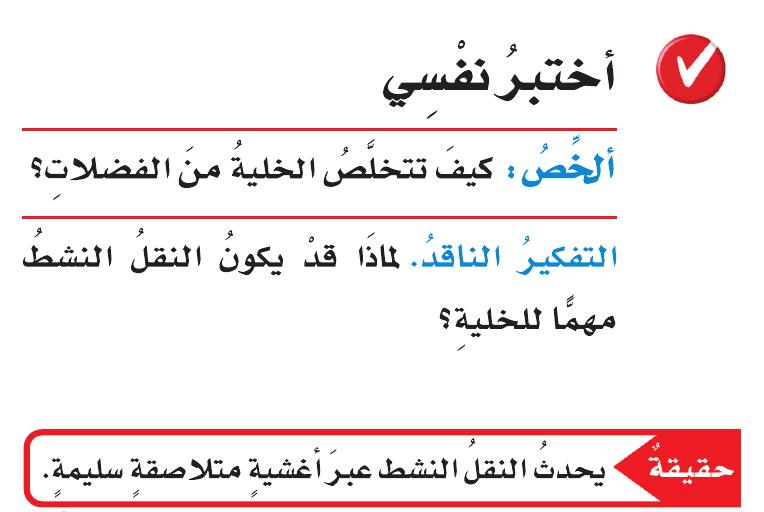 أختبرُ نفْسِي
ألخِّصُ: كيفَ تتخلَّصُ الخليةُ منَ الفضلاتِ؟
التفكيرُ الناقدُ. لماذَا قدْ يكونُ النقلُ النشطُ
مهمًّا للخليةِ؟
حقيقةٌ يحدثُ النقلُ النشط عبرَ أغشيةٍ متلاصقةٍ سليمةٍ.